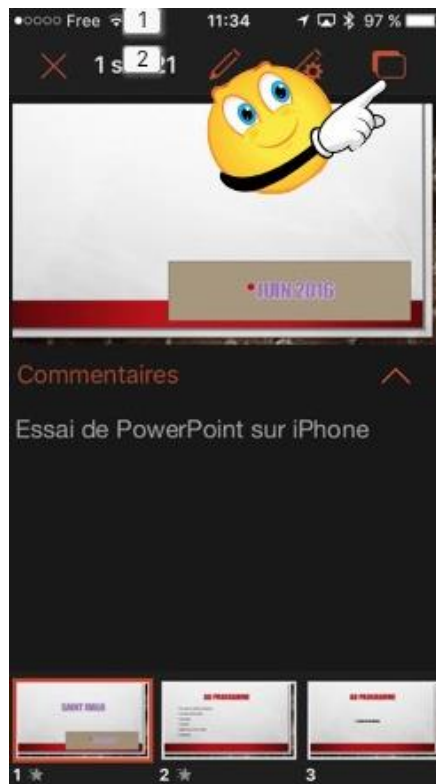 Free 1 11:34 97 %
1 s 2 21
JUIN 2016
Commentaires
Essai de PowerPoint sur iPhone
SAINT MALO
AU PROGRAMME
AU PROGRAMME
1 2 3